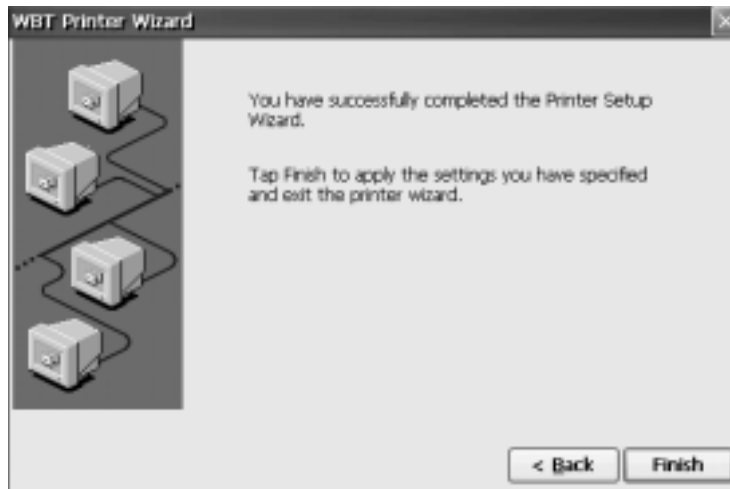 WBT Printer Wizard
You have successfully completed the Printer Setup
Wizard.
Tap Finish to apply the settings you have specified
and exit the printer wizard.
< Back
Finish